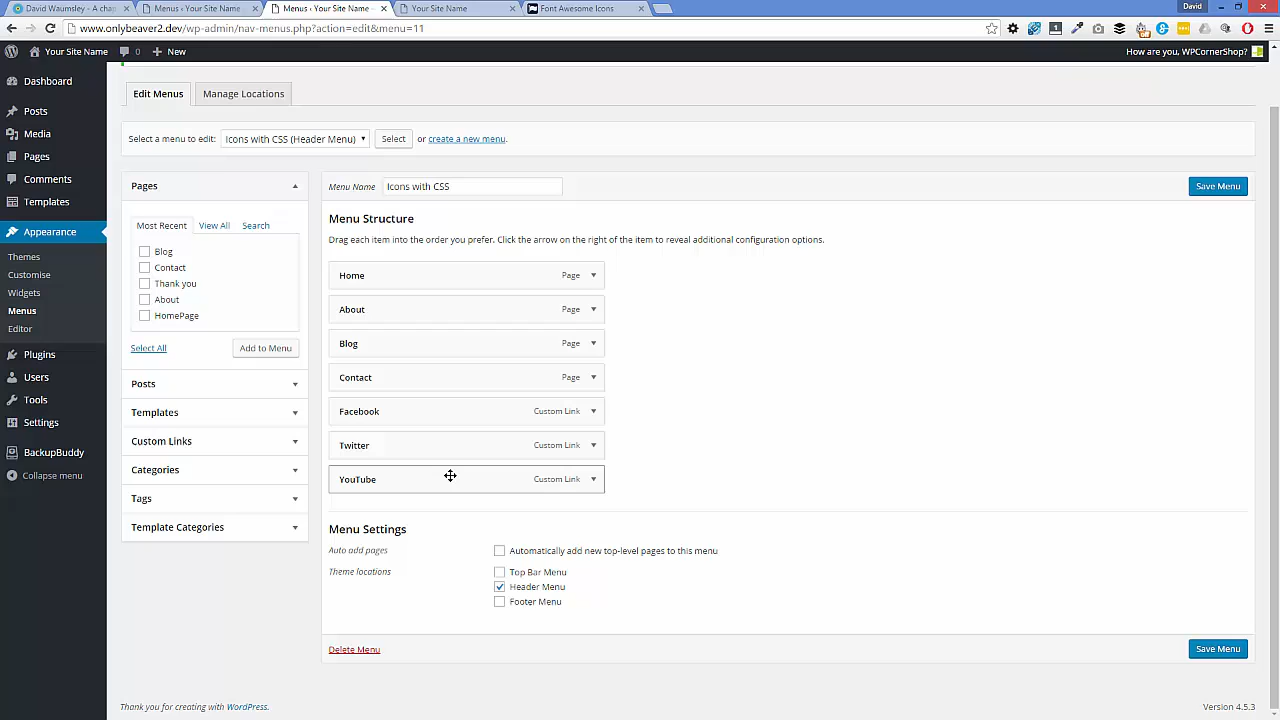 David Waumsley - A chap
Menus ‹ Your Site Name
Menus ‹ Your Site Name —
Your Site Name
Font Awesome Icons
David
www.onlybeaver2.dev/wp-admin/nav-menus.php?action=edit&menu=11
Your Site Name
0
New
How are you, WPCornerShop?
Dashboard
Posts
Media
Pages
Comments
Templates
Appearance
Themes
Customise
Widgets
Menus
Editor
Plugins
Users
Tools
Settings
BackupBuddy
Collapse menu
Edit Menus
Manage Locations
Select a menu to edit:
Icons with CSS (Header Menu)
Select
or create a new menu.
Pages
Most Recent
View All
Search
Blog
Contact
Thank you
About
HomePage
Select All
Add to Menu
Posts
Templates
Custom Links
Categories
Tags
Template Categories
Menu Name
Icons with CSS
Save Menu
Menu Structure
Drag each item into the order you prefer. Click the arrow on the right of the item to reveal additional configuration options.
Home Page
About Page
Blog Page
Contact Page
Facebook Custom Link
Twitter Custom Link
YouTube Custom Link
Menu Settings
Auto add pages
Automatically add new top-level pages to this menu
Theme locations
Top Bar Menu
Header Menu
Footer Menu
Delete Menu
Save Menu
Thank you for creating with WordPress.
Version 4.5.3